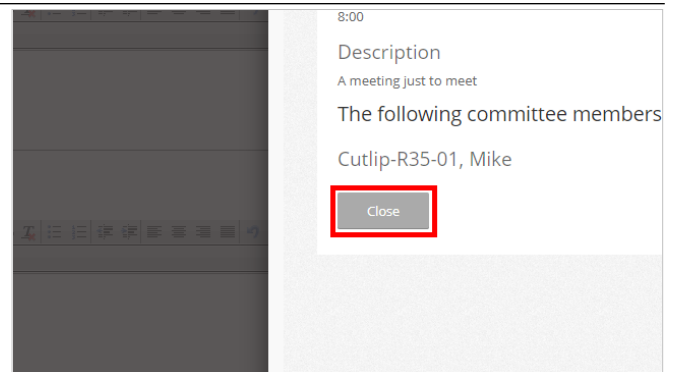 8:00
Description
A meeting just to meet
The following committee members
Cutlip-R35-01, Mike
Close